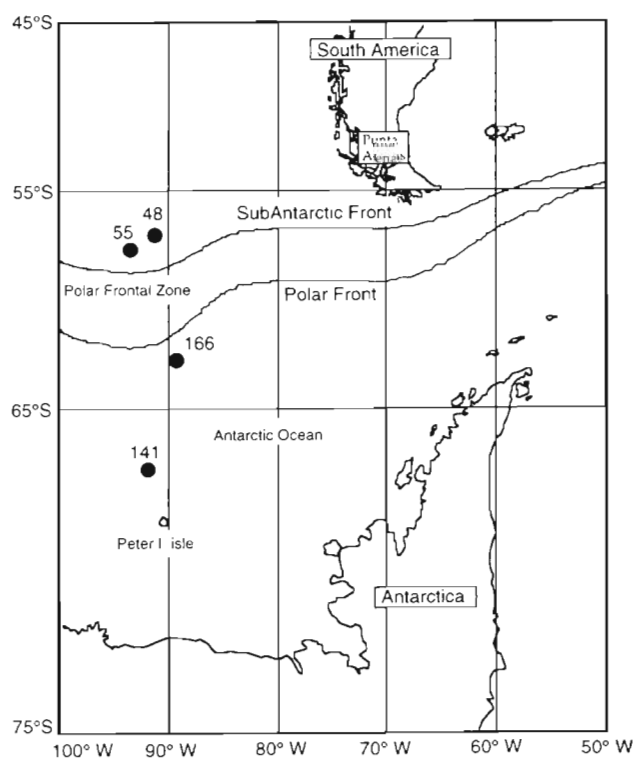 45°S
South America
Punta
55°S
SubAntarctic Front
48
55
Polar Frontal Zone
Polar Front
166
65°S
Antarctic Ocean
141
Peter I isle
Antarctica
75°S
100° W 90° W 80° W 70° W 60° W 50° W